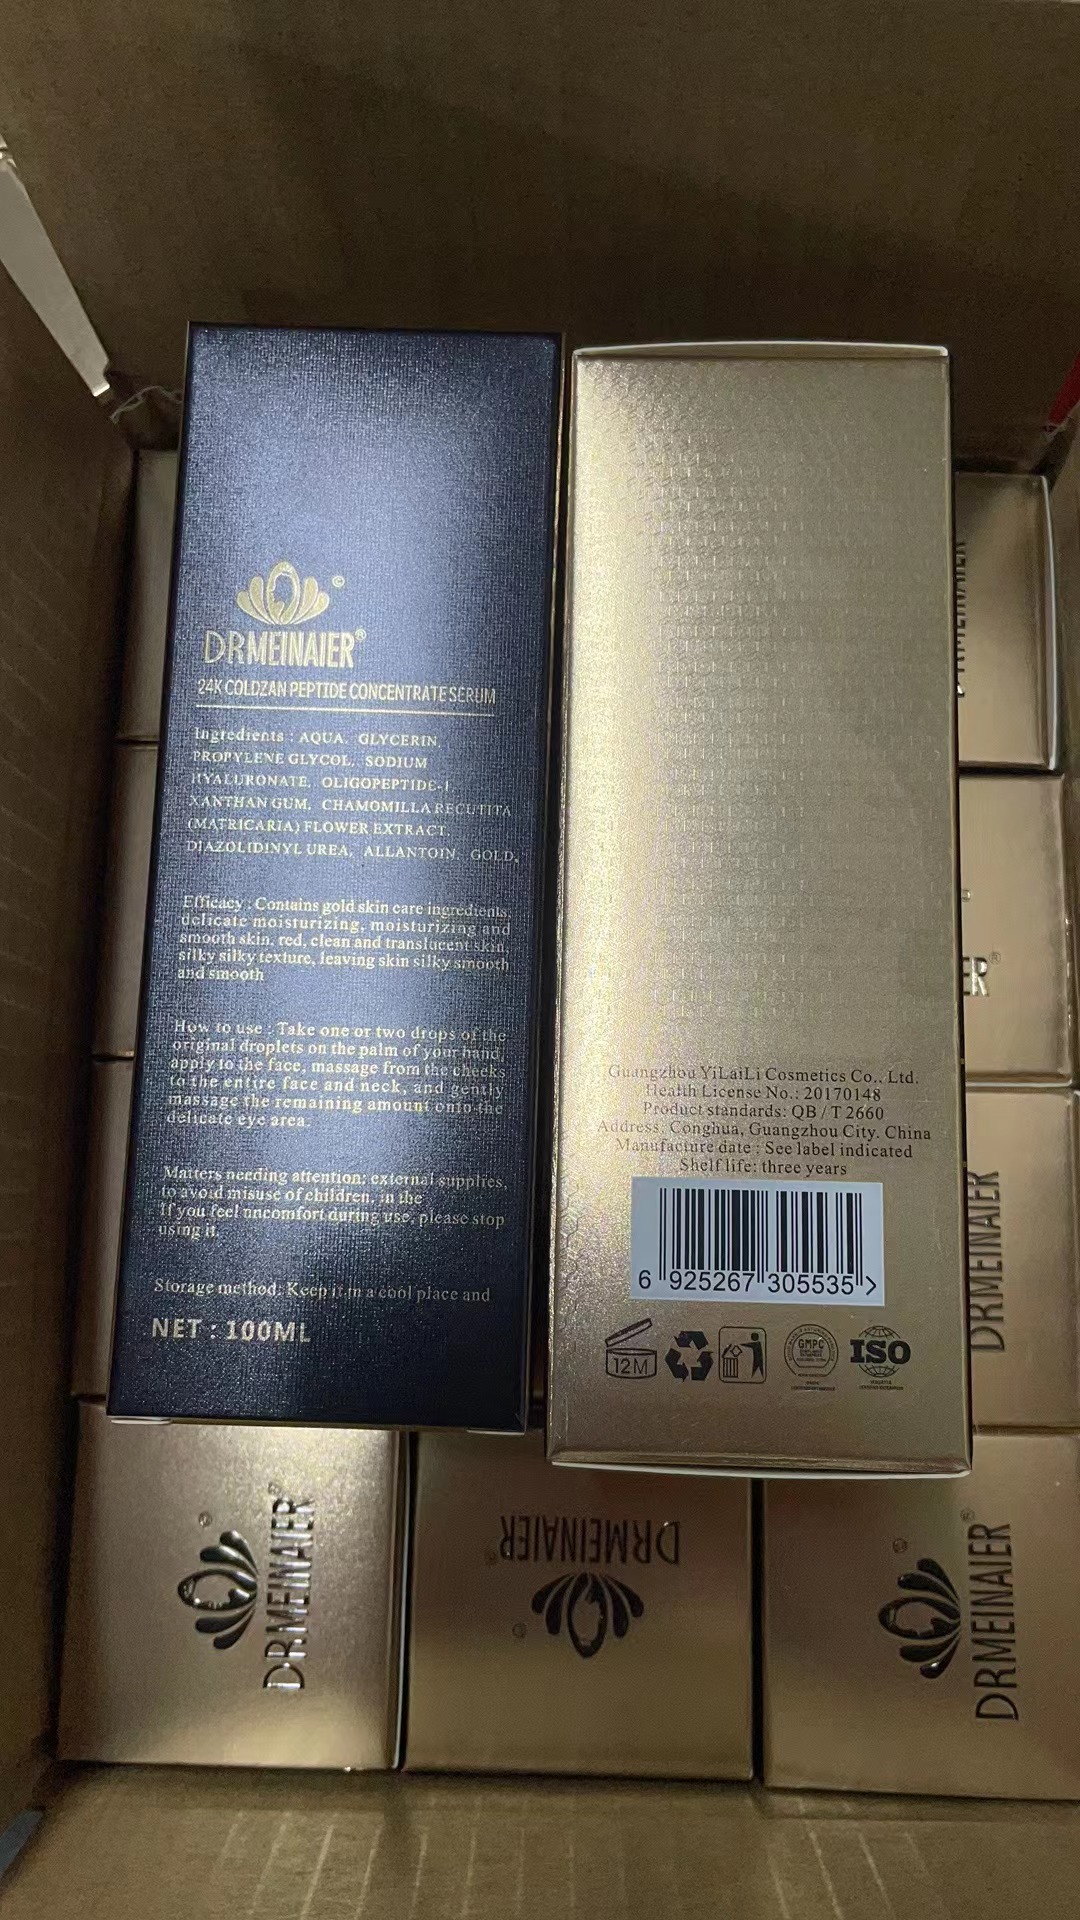 ©
DRMEINAIER®
24K COLDZAN PEPTIDE CONCENTRATE SERUM
Ingredients : AQUA, GLYCERIN,
PROPYLENE GLYCOL, SODIUM
HYALURONATE, OLIGOPEPTIDE-1
XANTHAN GUM, CHAMOMILLA RECUTITA
(MATRICARIA) FLOWER EXTRACT,
DIAZOLIDINYL UREA, ALLANTOIN, GOLD,
Efficacy : Contains gold skin care ingredients,
delicate moisturizing, moisturizing and
smooth skin, red, clean and translucent skin,
silky silky texture, leaving skin silky smooth
and smooth
How to use : Take one or two drops of the
original droplets on the palm of your hand,
apply to the face, massage from the cheeks
to the entire face and neck, and gently
massage the remaining amount onto the
delicate eye area.
Matters needing attention: external supplies,
to avoid misuse of children, in the
If you feel uncomfort during use, please stop
using it.
Storage method: Keep it in a cool place and
NET : 100ML
Guangzhou YiLaiLi Cosmetics Co., Ltd.
Health License No.: 20170148
Product standards: QB / T 2660
Address: Conghua, Guangzhou City. China
Manufacture date : See label indicated
Shelf life: three years
6 925267 305535 >
12M
GMPC
ISO
DRMEINAIER
ER®
DRMEINAIER
DRMEINAIER®
DRMEINAIER®
DRMEINAIER®